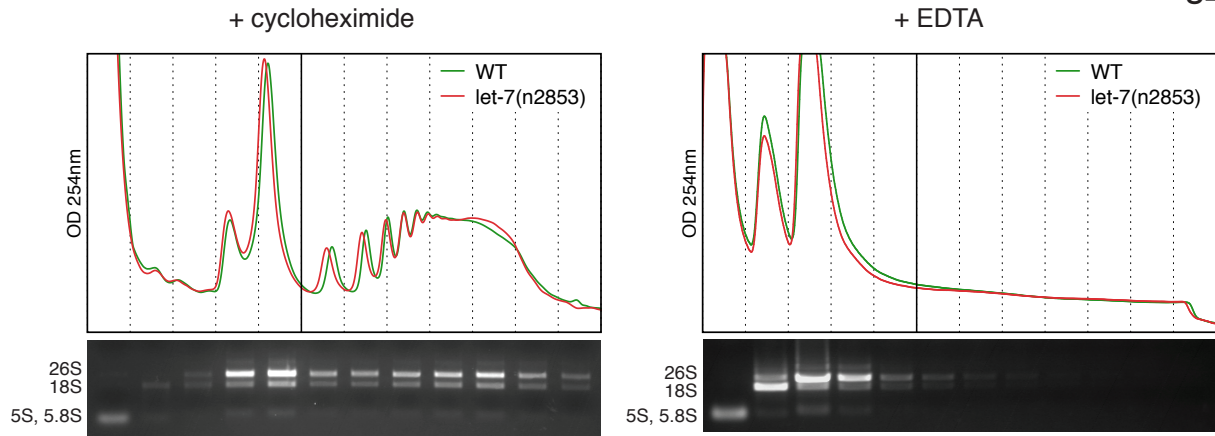 + cycloheximide
OD 254nm
WT
let-7(n2853)
26S
18S
5S, 5.8S
+ EDTA
OD 254nm
WT
let-7(n2853)
26S
18S
5S, 5.8S